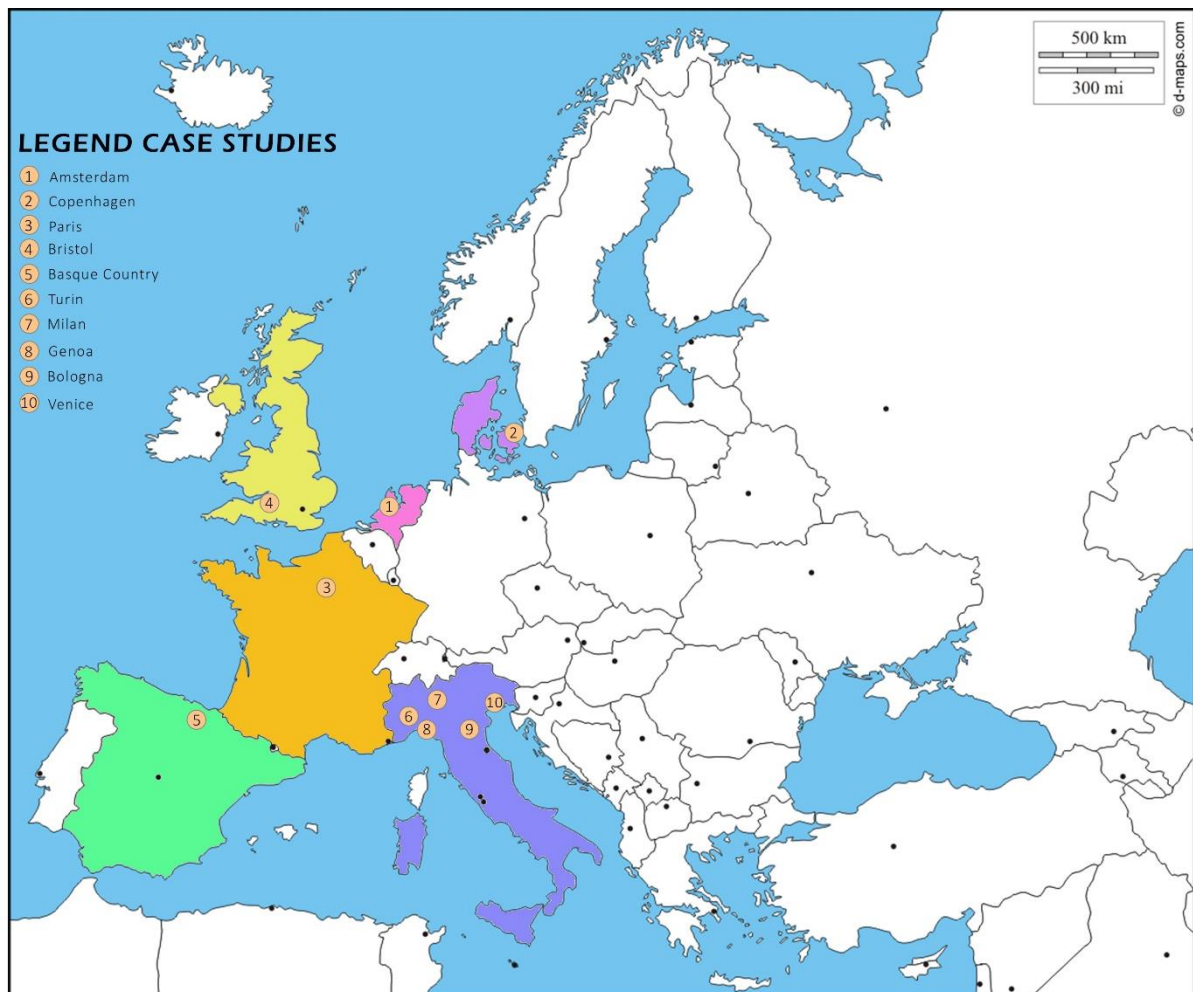 500 km
300 mi
© d-maps.com
LEGEND CASE STUDIES
1 Amsterdam
2 Copenhagen
3 Paris
4 Bristol
5 Basque Country
6 Turin
7 Milan
8 Genoa
9 Bologna
10 Venice
2
4
1
3
5
7
10
6
8
9